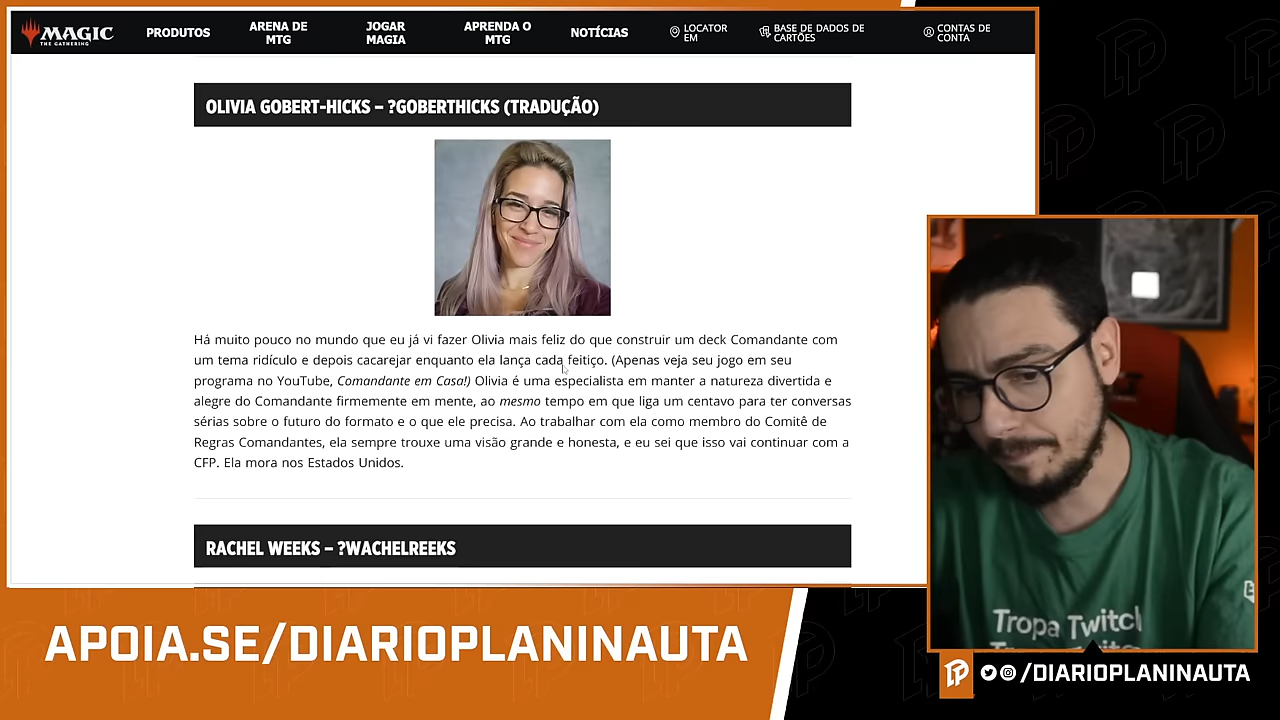 MAGIC
THE GATHERING
PRODUTOS
ARENA DE
MTG
JOGAR
MAGIA
APRENDA O
MTG
NOTÍCIAS
LOCATOR
EM
BASE DE DADOS DE
CARTÕES
CONTAS DE
CONTA
OLIVIA GOBERT-HICKS – ?GOBERTHICKS (TRADUÇÃO)
Há muito pouco no mundo que eu já vi fazer Olivia mais feliz do que construir um deck Comandante com
um tema ridículo e depois cacarejar enquanto ela lança cada feitiço. (Apenas veja seu jogo em seu
programa no YouTube, Comandante em Casa!) Olivia é uma especialista em manter a natureza divertida e
alegre do Comandante firmemente em mente, ao mesmo tempo em que liga um centavo para ter conversas
sérias sobre o futuro do formato e o que ele precisa. Ao trabalhar com ela como membro do Comitê de
Regras Comandantes, ela sempre trouxe uma visão grande e honesta, e eu sei que isso vai continuar com a
CFP. Ela mora nos Estados Unidos.
RACHEL WEEKS – ?WACHELREEKS
Tropa Twitch
APOIA.SE/DIARIOPLANINAUTA
/DIARIOPLANINAUTA